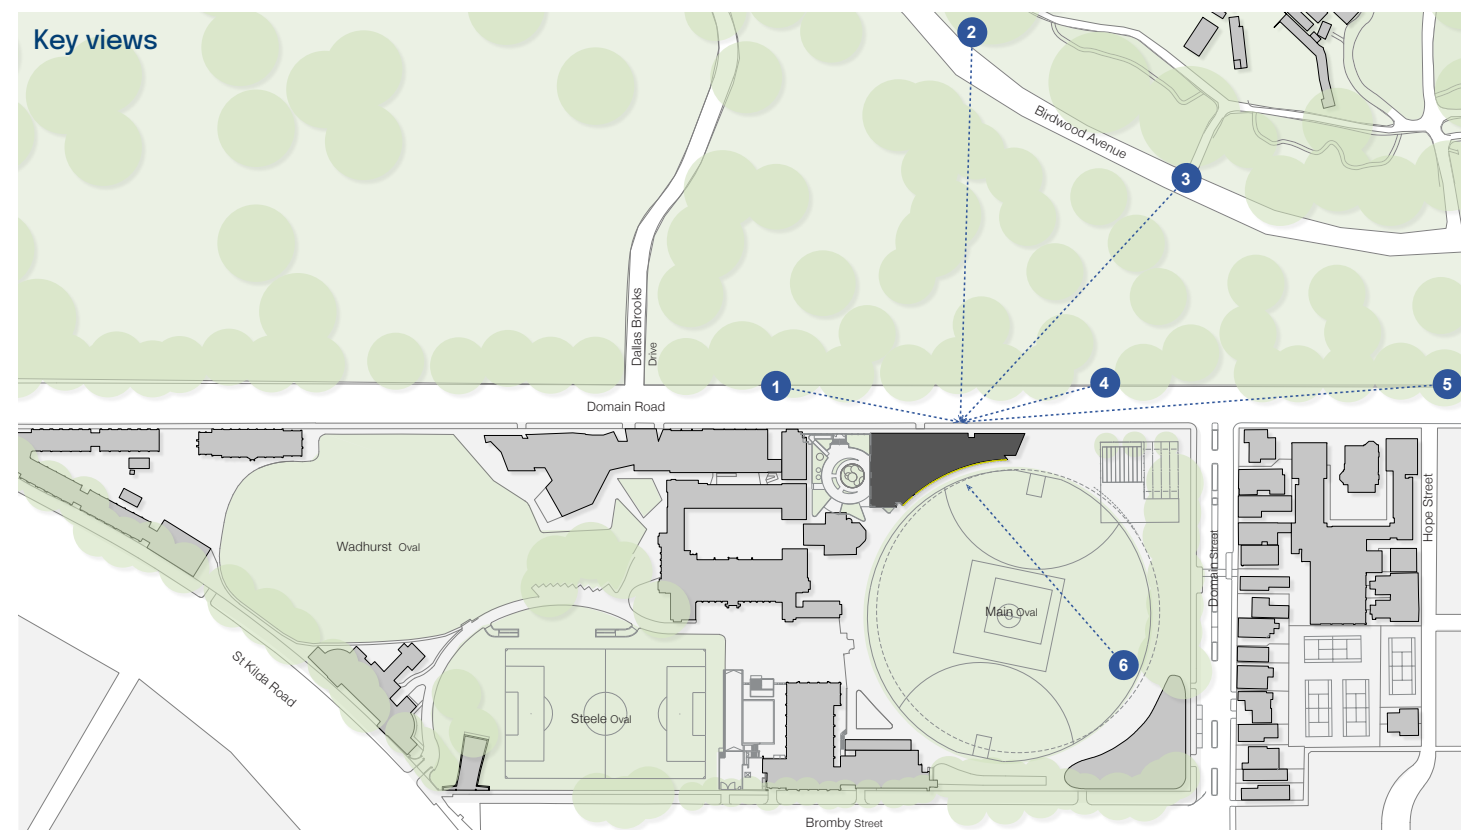 Key views
2
Birdwood Avenue
3
Dallas Brooks
Drive
1
4
5
Domain Road
Hope Street
Wadhurst Oval
Domain Street
Main Oval
6
St Kilda Road
Steele Oval
Bromby Street